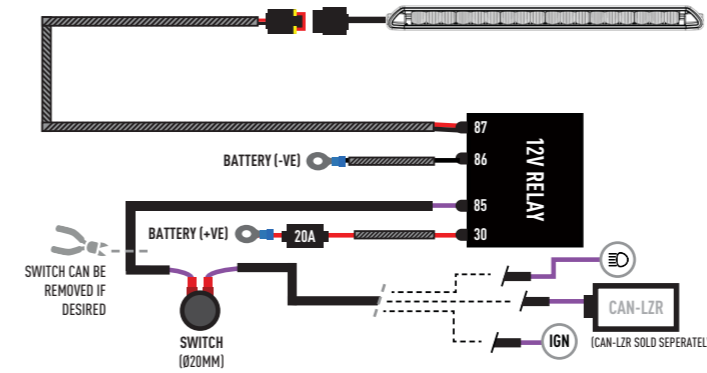 87
BATTERY (-VE)
86
12V RELAY
85
BATTERY (+VE)
20A
30
SWITCH CAN BE
REMOVED IF
DESIRED
CAN-LZR
SWITCH
(Ø20MM)
IGN
(CAN-LZR SOLD SEPERATEL